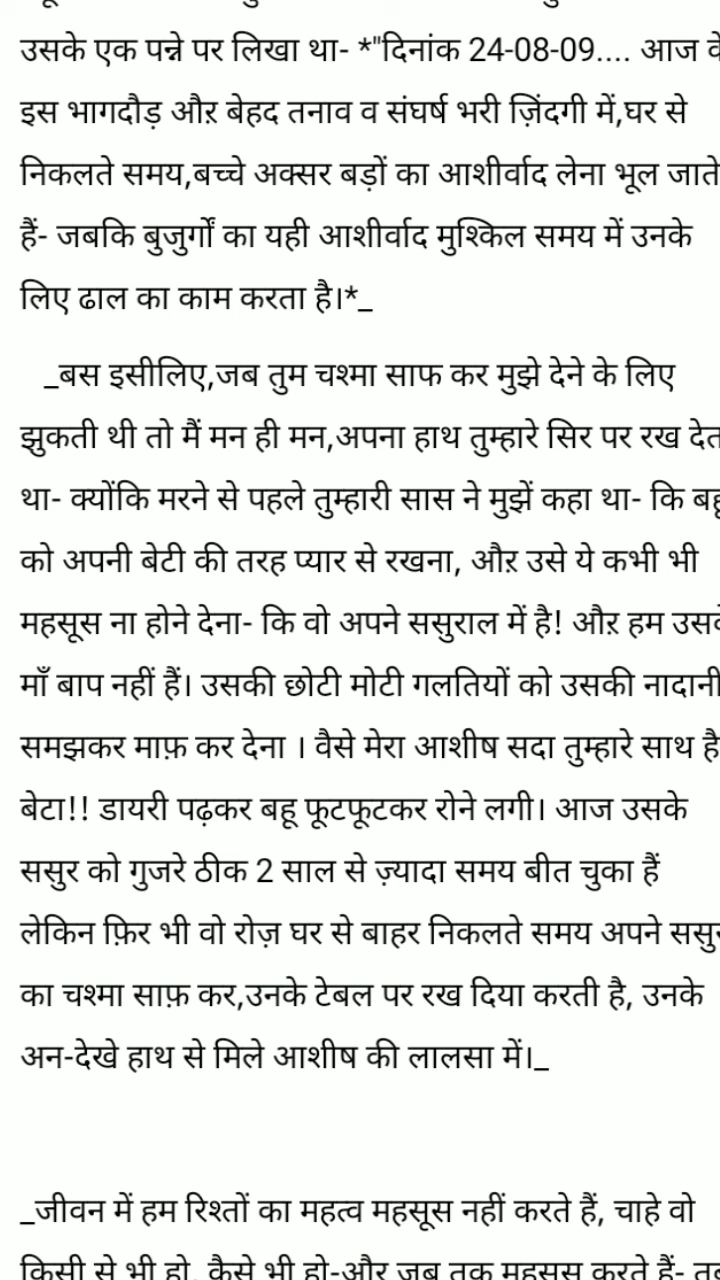 उसके एक पन्ने पर लिखा था- *"दिनांक 24-08-09.... आज
इस भागदौड़ औऱ बेहद तनाव व संघर्ष भरी ज़िंदगी में,घर से
निकलते समय,बच्चे अक्सर बड़ों का आशीर्वाद लेना भूल जाते
हैं- जबकि बुजुर्गों का यही आशीर्वाद मुश्किल समय में उनके
लिए ढाल का काम करता है।*_
_बस इसीलिए,जब तुम चश्मा साफ कर मुझे देने के लिए
झुकती थी तो मैं मन ही मन,अपना हाथ तुम्हारे सिर पर रख
था- क्योंकि मरने से पहले तुम्हारी सास ने मुझें कहा था- कि
को अपनी बेटी की तरह प्यार से रखना, औऱ उसे ये कभी भी
महसूस ना होने देना- कि वो अपने ससुराल में है! औऱ हम
माँ बाप नहीं हैं। उसकी छोटी मोटी गलतियों को उसकी नादानी
समझकर माफ़ कर देना । वैसे मेरा आशीष सदा तुम्हारे साथ है
बेटा!! डायरी पढ़कर बहू फूटफूटकर रोने लगी। आज उसके
ससुर को गुजरे ठीक 2 साल से ज़्यादा समय बीत चुका हैं
लेकिन फ़िर भी वो रोज़ घर से बाहर निकलते समय अपने
का चश्मा साफ़ कर,उनके टेबल पर रख दिया करती है, उनके
अन-देखे हाथ से मिले आशीष की लालसा में।_
_जीवन में हम रिश्तों का महत्व महसूस नहीं करते हैं, चाहे वो
किसी से भी हो, कैसे भी हो-और जब तक महसूस करते हैं-